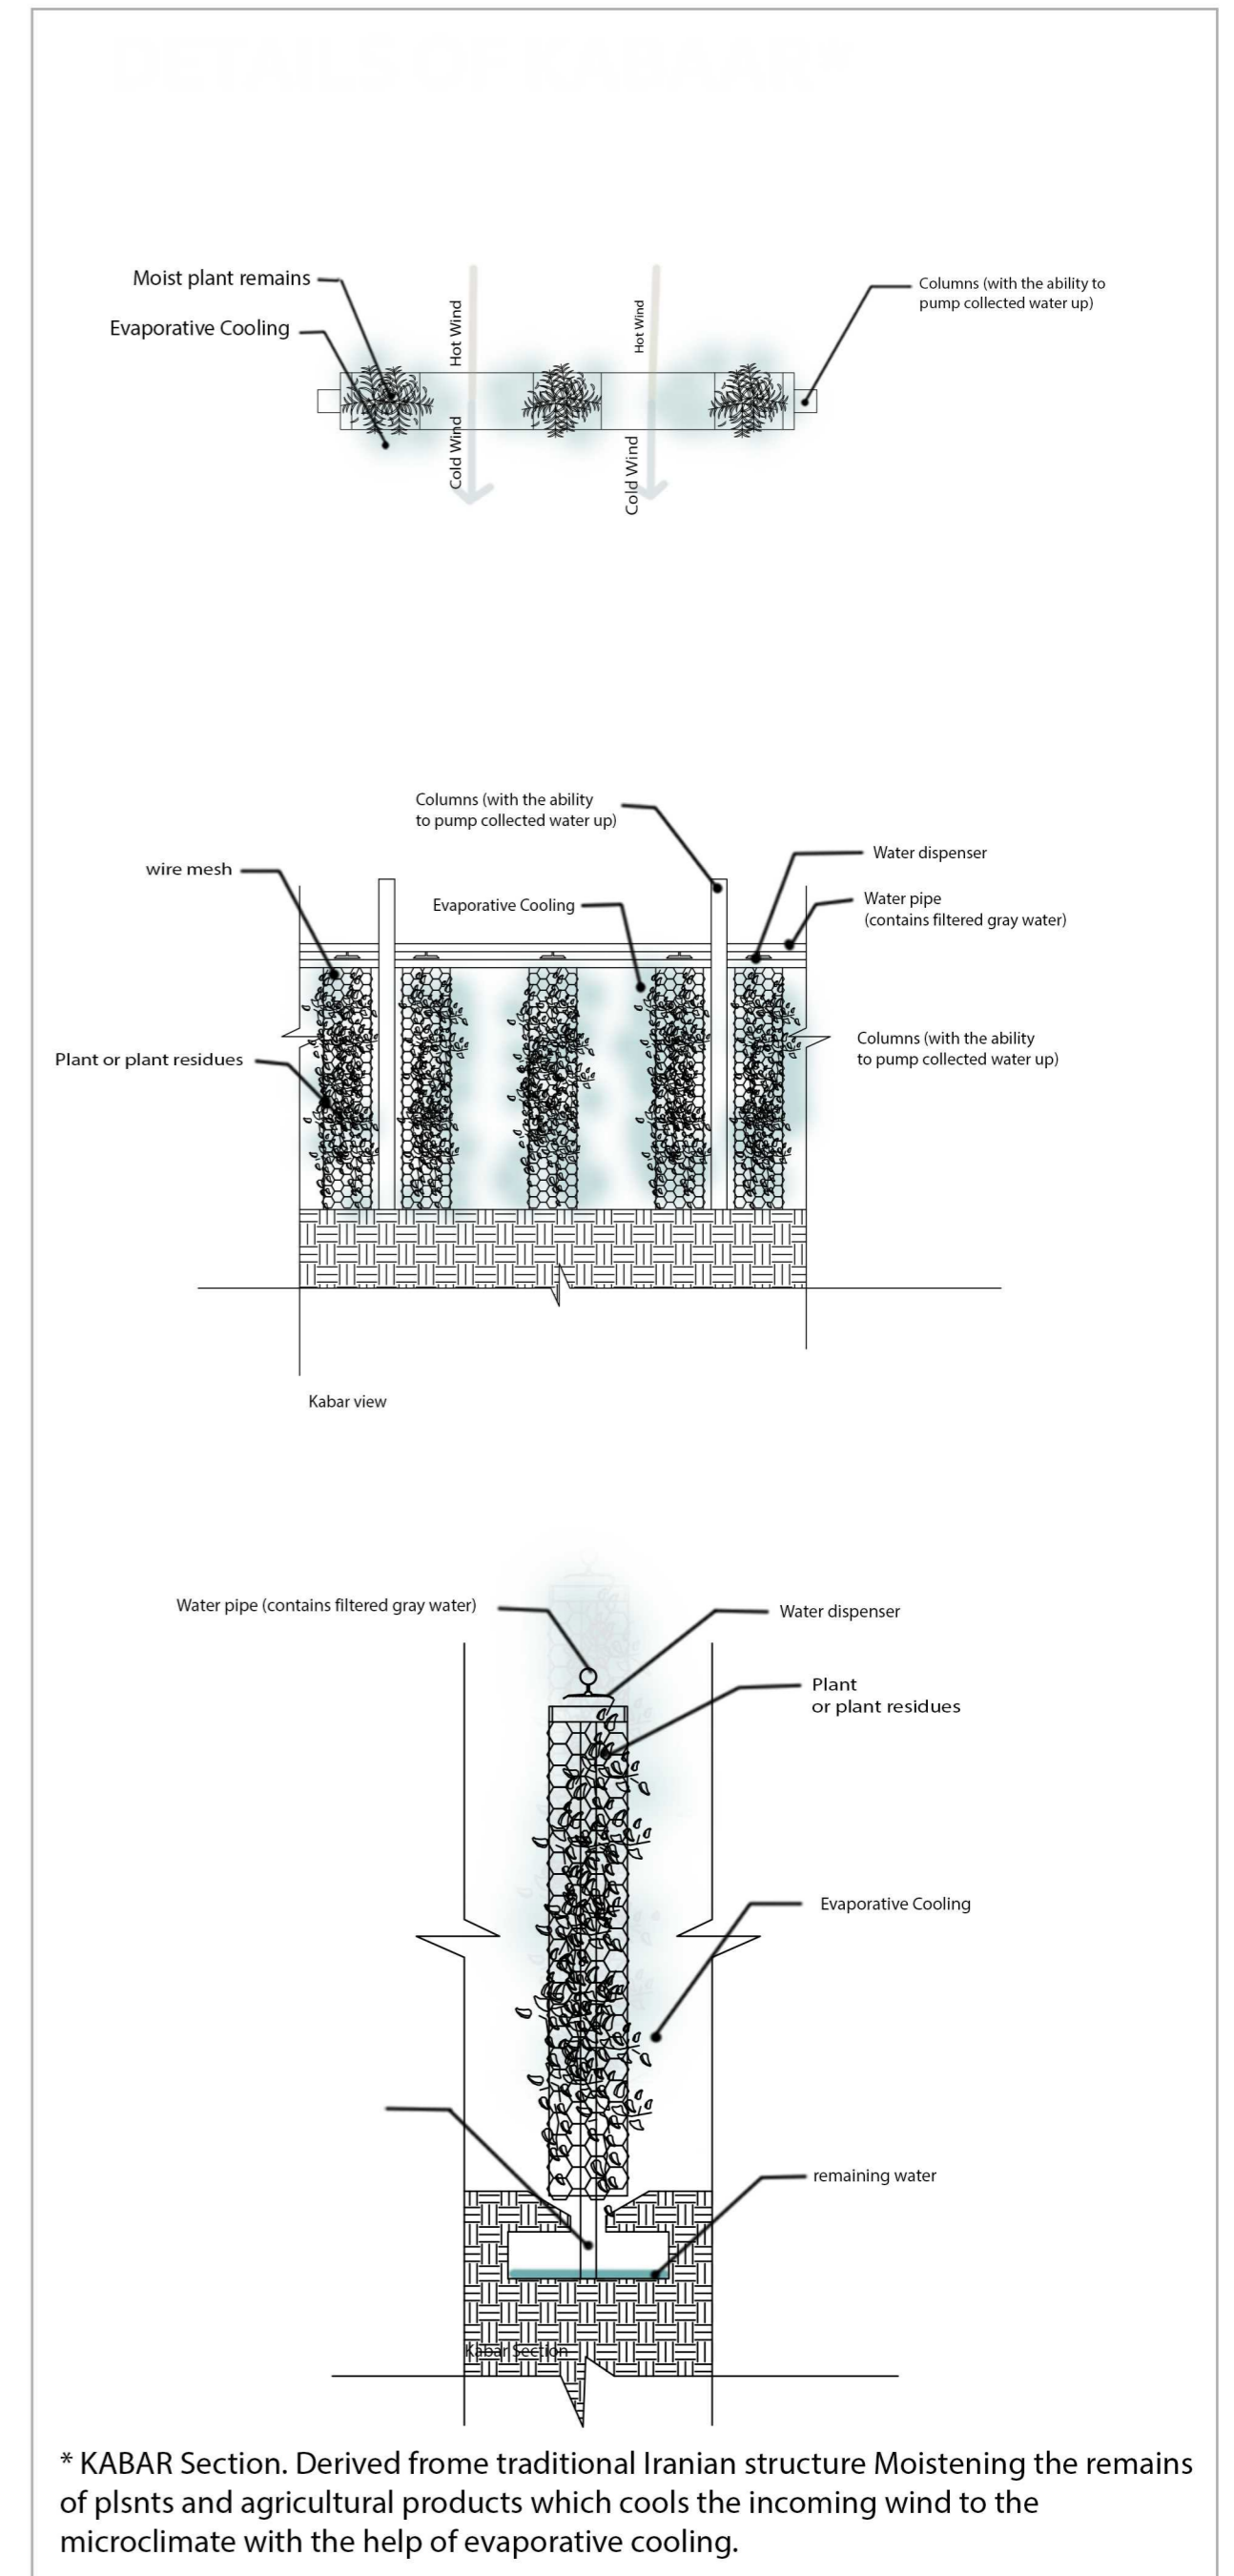 Moist plant remains
Evaporative Cooling
Hot Wind
Cold Wind
Hot Wind
Cold Wind
Columns (with the ability to
pump collected water up)
Columns (with the ability
to pump collected water up)
wire mesh
Evaporative Cooling
Water dispenser
Water pipe
(contains filtered gray water)
Plant or plant residues
Columns (with the ability
to pump collected water up)
Kabar view
Water pipe (contains filtered gray water)
Water dispenser
Plant
or plant residues
Evaporative Cooling
remaining water
Kabar Section
* KABAR Section. Derived frome traditional Iranian structure Moistening the remains
of plsnts and agricultural products which cools the incoming wind to the
microclimate with the help of evaporative cooling.